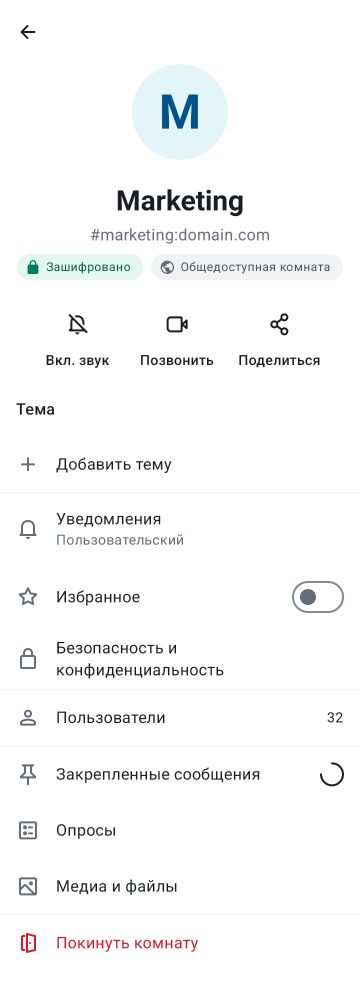 M
Marketing
#marketing:domain.com
Зашифровано
Общедоступная комната
Вкл. звук
Позвонить
Поделиться
Тема
Добавить тему
Уведомления
Пользовательский
Избранное
Безопасность и
конфиденциальность
Пользователи 32
Закрепленные сообщения
Опросы
Медиа и файлы
Покинуть комнату